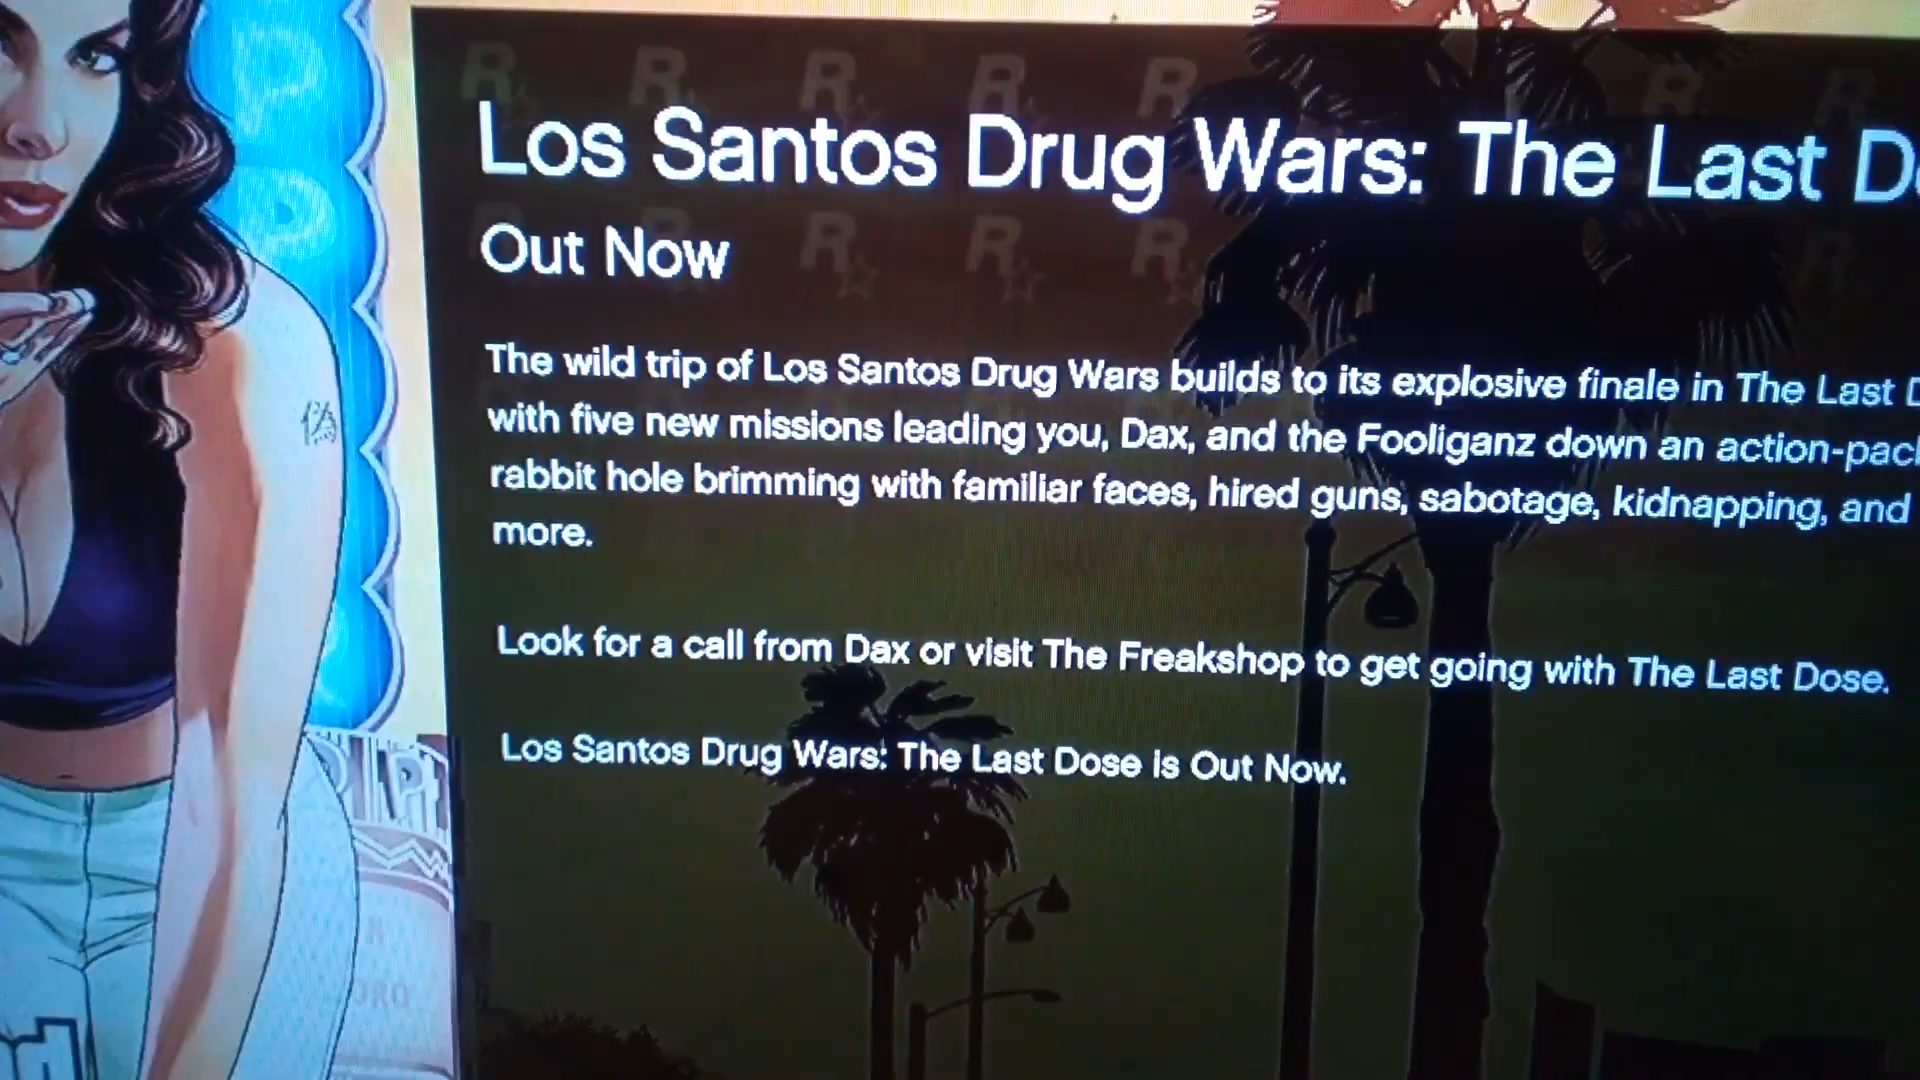 Los Santos Drug Wars: The Last
Out Now
The wild trip of Los Santos Drug Wars builds to its explosive finale in The Last
with five new missions leading you, Dax, and the Fooliganz down an
rabbit hole brimming with familiar faces, hired guns, sabotage, kidnapping, and
more.
Look for a call from Dax or visit The Freakshop to get going with The Last Dose.
Los Santos Drug Wars: The Last Dose is Out Now.